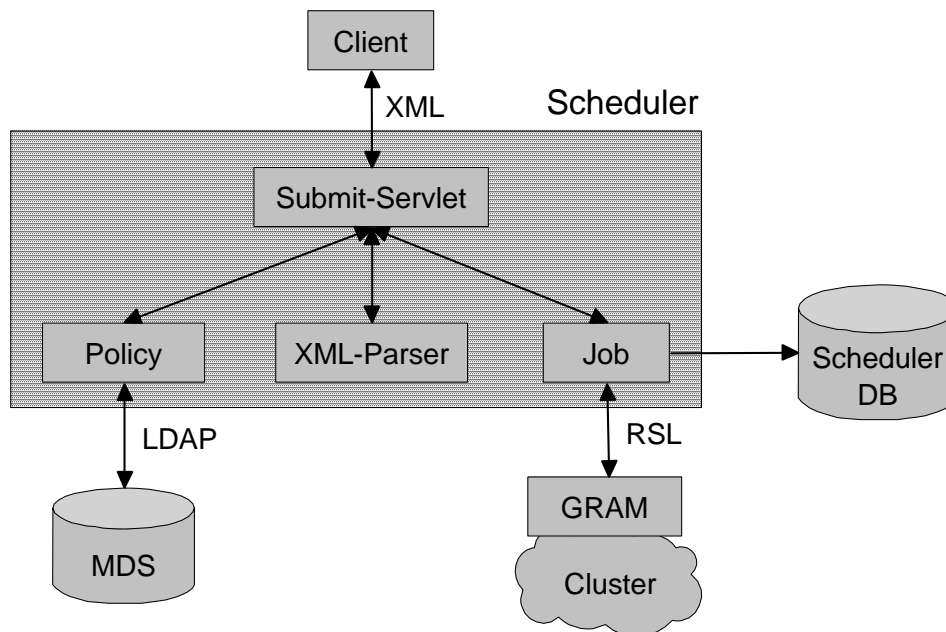 Client
XML
Scheduler
Submit-Servlet
Policy
XML-Parser
Job
Scheduler
DB
LDAP
RSL
MDS
GRAM
Cluster